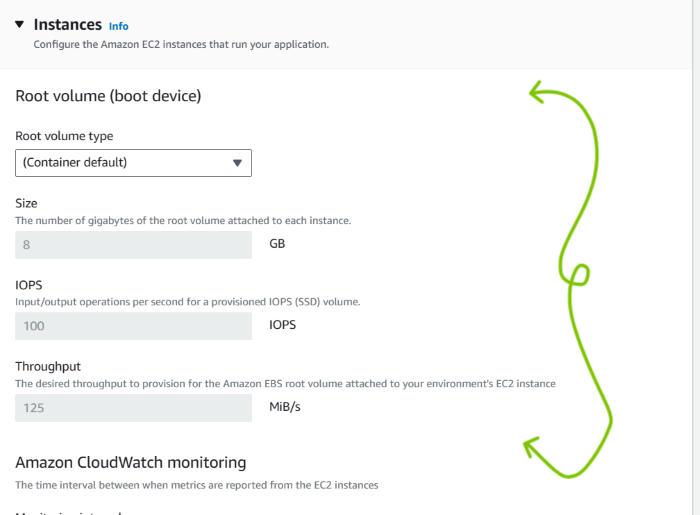 Instances Info
Configure the Amazon EC2 instances that run your application.
Root volume (boot device)
Root volume type
(Container default)
Size
The number of gigabytes of the root volume attached to each instance.
8 GB
IOPS
Input/output operations per second for a provisioned IOPS (SSD) volume.
100 IOPS
Throughput
The desired throughput to provision for the Amazon EBS root volume attached to your environment's EC2 instance
125 MiB/s
Amazon CloudWatch monitoring
The time interval between when metrics are reported from the EC2 instances